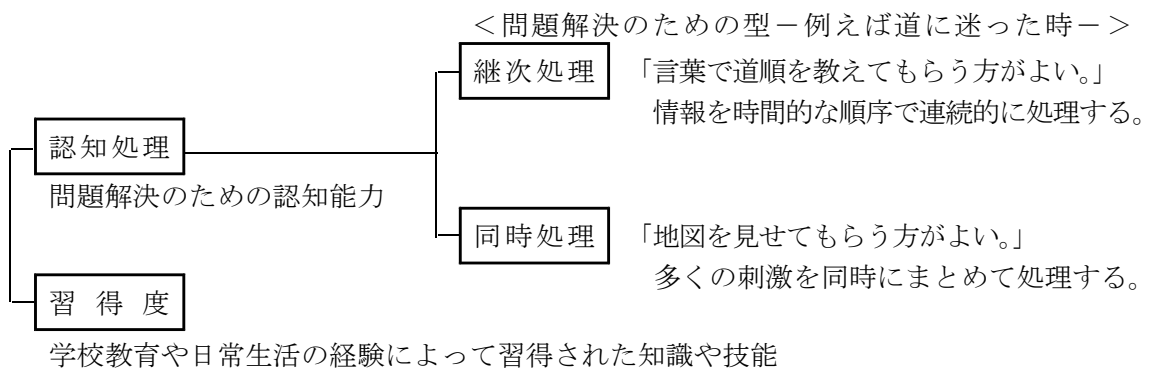 ＜問題解決のための型－例えば道に迷った時－＞
継次処理 「言葉で道順を教えてもらう方がよい。」
情報を時間的な順序で連続的に処理する。
認知処理
問題解決のための認知能力
同時処理 「地図を見せてもらう方がよい。」
多くの刺激を同時にまとめて処理する。
習得度
学校教育や日常生活の経験によって習得された知識や技能